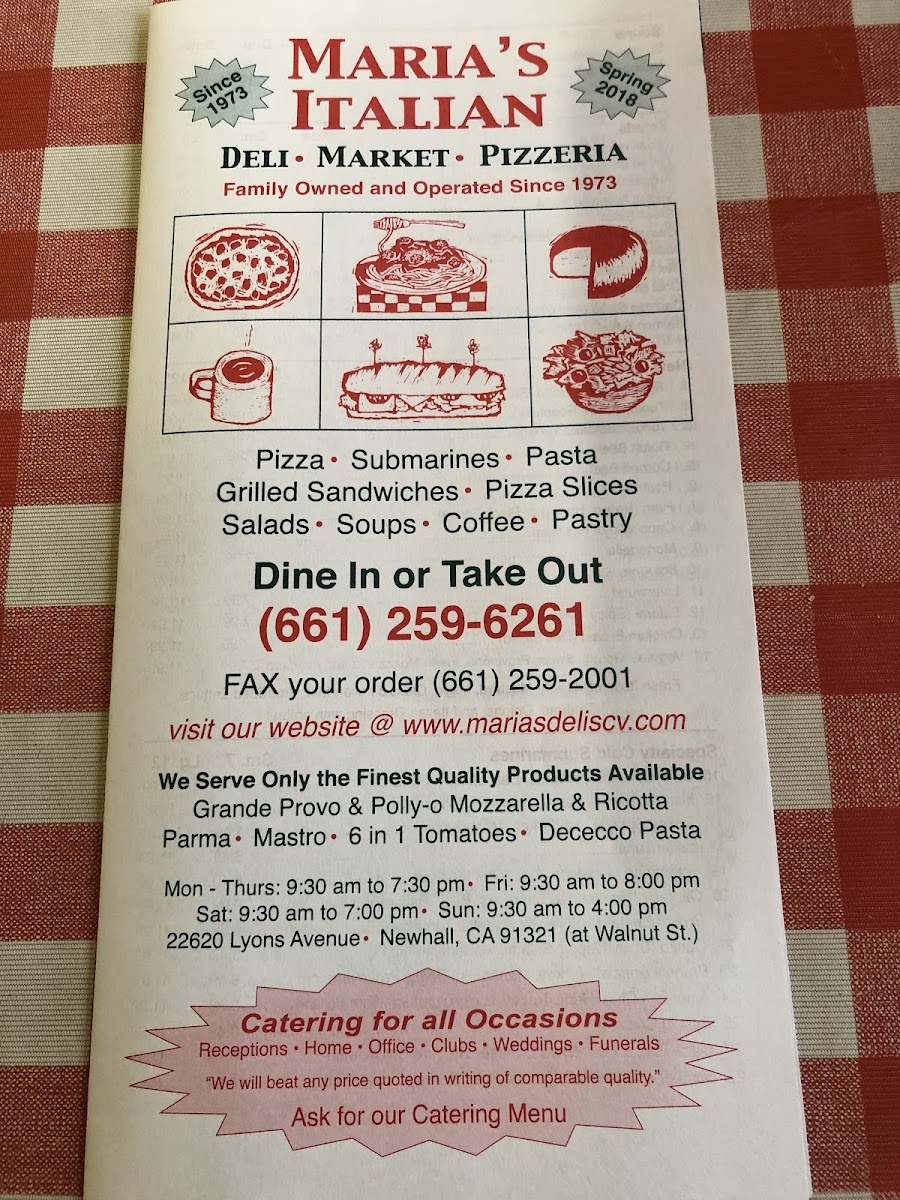 Since
1973
MARIA'S
ITALIAN
Spring
2018
DELI • MARKET • PIZZERIA
Family Owned and Operated Since 1973
Pizza • Submarines • Pasta
Grilled Sandwiches • Pizza Slices
Salads • Soups • Coffee • Pastry
Dine In or Take Out
(661) 259-6261
FAX your order (661) 259-2001
visit our website @ www.mariasdeliscv.com
We Serve Only the Finest Quality Products Available
Grande Provo & Polly-o Mozzarella & Ricotta
Parma • Mastro • 6 in 1 Tomatoes • Dececco Pasta
Mon - Thurs: 9:30 am to 7:30 pm • Fri: 9:30 am to 8:00 pm
Sat: 9:30 am to 7:00 pm • Sun: 9:30 am to 4:00 pm
22620 Lyons Avenue • Newhall, CA 91321 (at Walnut St.)
Catering for all Occasions
Receptions • Home • Office • Clubs • Weddings • Funerals
“We will beat any price quoted in writing of comparable quality.”
Ask for our Catering Menu